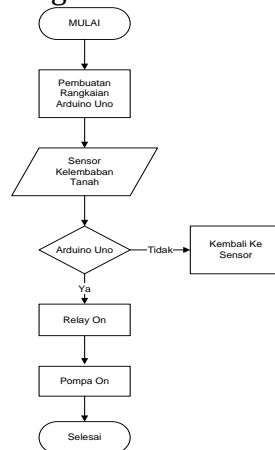 MULAI
Pembuatan
Rangkaian
Arduino Uno
Sensor
Kelembaban
Tanah
Arduino Uno
Tidak
Kembali Ke
Sensor
Ya
Relay On
Pompa On
Selesai